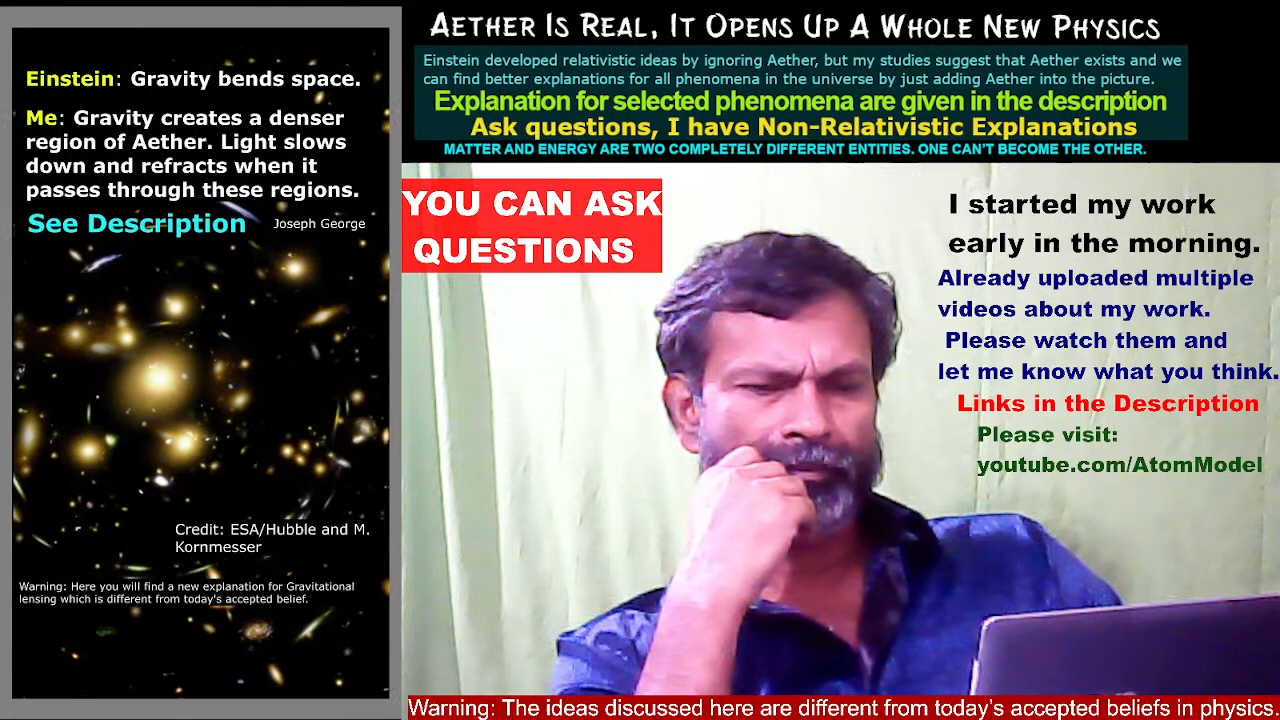 Einstein: Gravity bends space.
Me: Gravity creates a denser
region of Aether. Light slows
down and refracts when it
passes through these regions.
See Description
Joseph George
Credit: ESA/Hubble and M.
Kornmesser
Warning: Here you will find a new explanation for Gravitational
lensing which is different from today's accepted belief.
AETHER IS REAL, IT OPENS UP A WHOLE NEW PHYSICS
Einstein developed relativistic ideas by ignoring Aether, but my studies suggest that Aether exists and we
can find better explanations for all phenomena in the universe by just adding Aether into the picture.
Explanation for selected phenomena are given in the description
Ask questions, I have Non-Relativistic Explanations
MATTER AND ENERGY ARE TWO COMPLETELY DIFFERENT ENTITIES. ONE CAN'T BECOME THE OTHER.
YOU CAN ASK
QUESTIONS
I started my work
early in the morning.
Already uploaded multiple
videos about my work.
Please watch them and
let me know what you think.
Links in the Description
Please visit:
youtube.com/AtomModel
Warning: The ideas discussed here are different from today's accepted beliefs in physics.